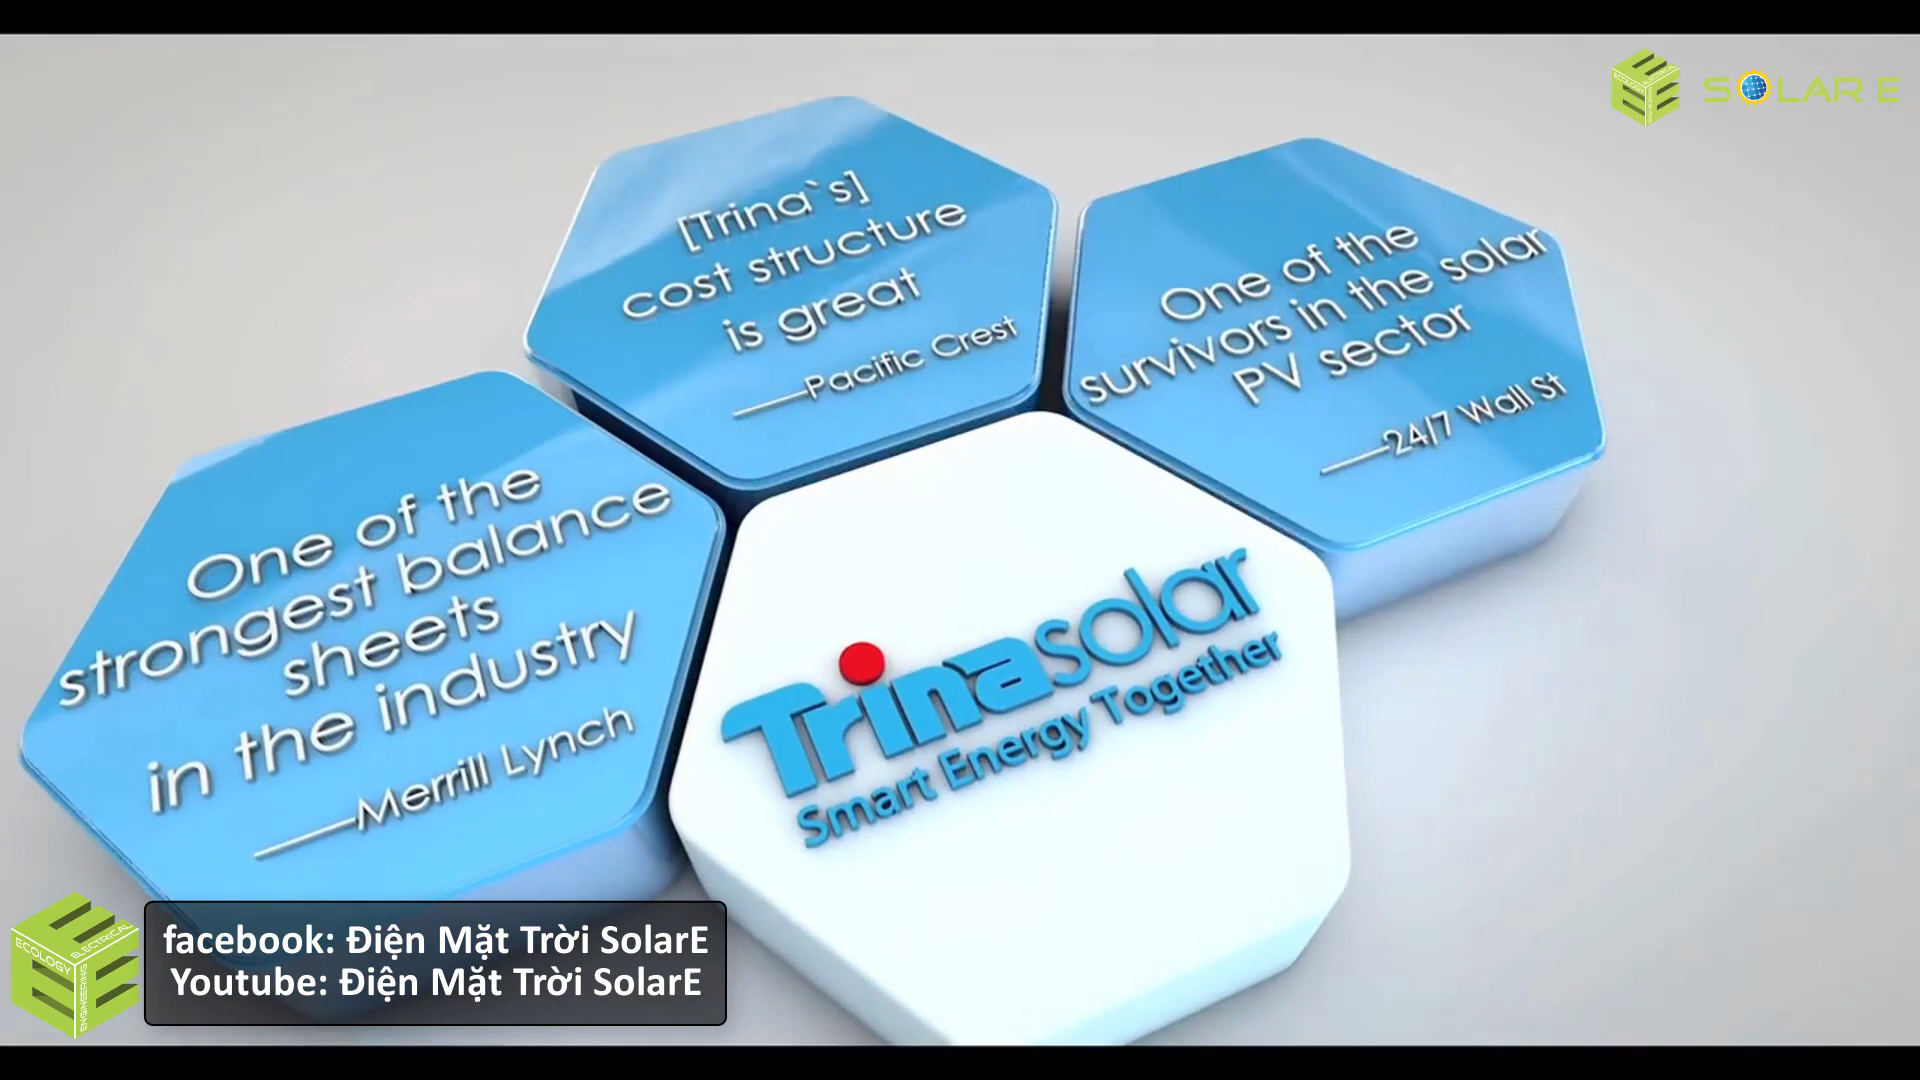 SOLAR E
ECOLOGY
ELECTRICAL
[Trina`s]
cost structure
is great
——Pacific Crest
One of the
survivors in the solar
PV sector
——24/7 Wall St
One of the
strongest balance
sheets
in the industry
——Merrill Lynch
Trinasolar
Smart Energy Together
ECOLOGY
ELECTRICAL
ENGINEERING
facebook: Điện Mặt Trời SolarE
Youtube: Điện Mặt Trời SolarE